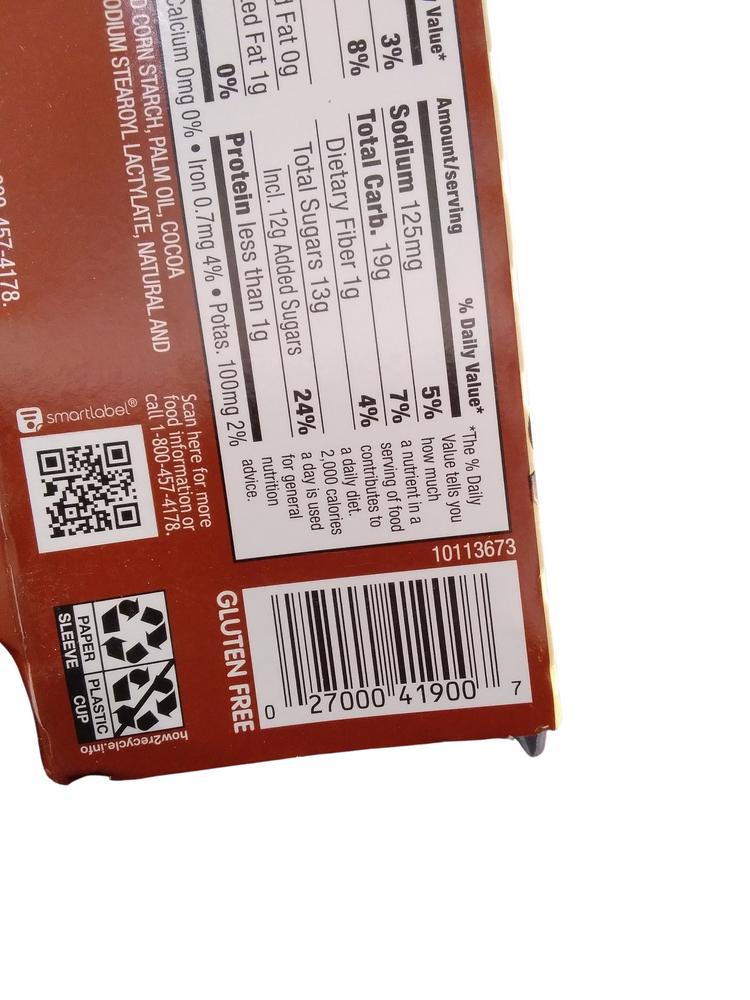 Value*
3%
8%
Fat 0g
Fat 1g
0%
Amount/serving % Daily Value*
Sodium 125mg 5%
Total Carb. 19g 7%
Dietary Fiber 1g 4%
Total Sugars 13g
Incl. 12g Added Sugars 24%
Protein less than 1g
Calcium 0mg 0% • Iron 0.7mg 4% • Potas. 100mg 2%
*The % Daily
Value tells you
how much
a nutrient in a
serving of food
contributes to
a daily diet.
2,000 calories
a day is used
for general
nutrition
advice.
CORN STARCH, PALM OIL, COCOA
SODIUM STEAROYL LACTYLATE, NATURAL AND
457-4178.
Scan here for more
food information or
call 1-800-457-4178.
smartlabel®
10113673
GLUTEN FREE
0 27000 41900 7
PAPER
SLEEVE
PLASTIC
CUP
how2recycle.info